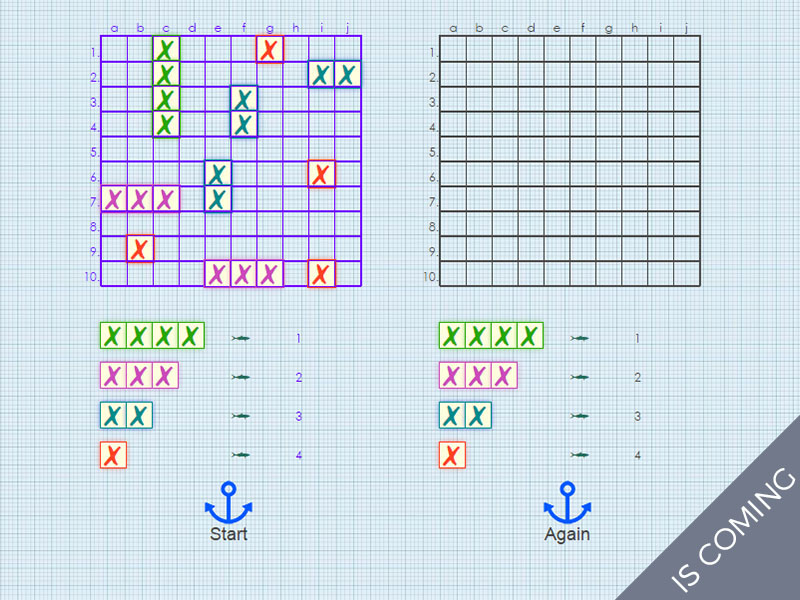 a b c d e f g h i j
a b c d e f g h i j
1. X X
1.
2. X X X
2.
3. X X
3.
4. X X
4.
5.
5.
6. X X
6.
7. X X X X
7.
8.
8.
9. X
9.
10. X X X X
10.
X X X X 1
X X X X 1
X X X 2
X X X 2
X X 3
X X 3
X 4
X 4
Start
Again
IS COMING